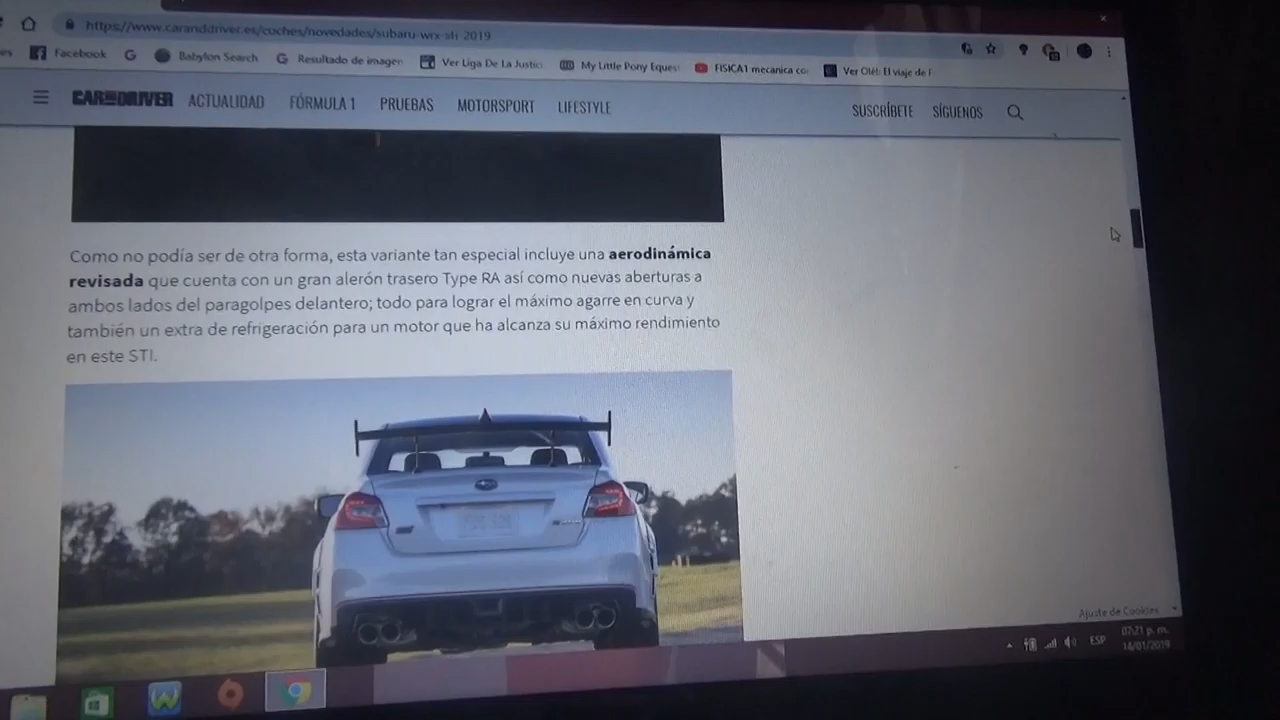 https://www.caranddriver.es/coches/novedades/subaru-wrx-sti-2019
es Facebook Babylon Search Resultado de imagen Ver Liga De La Justic My Little Pony Eques FISICA1 mecanica co Ver Olé! El viaje de F
CAR AND DRIVER ACTUALIDAD FÓRMULA 1 PRUEBAS MOTORSPORT LIFESTYLE SUSCRÍBETE SÍGUENOS
Como no podía ser de otra forma, esta variante tan especial incluye una aerodinámica
revisada que cuenta con un gran alerón trasero Type RA así como nuevas aberturas a
ambos lados del paragolpes delantero; todo para lograr el máximo agarre en curva y
también un extra de refrigeración para un motor que ha alcanza su máximo rendimiento
en este STI.
Ajuste de Cookies
ESP 07:21 p. m.
14/01/2019